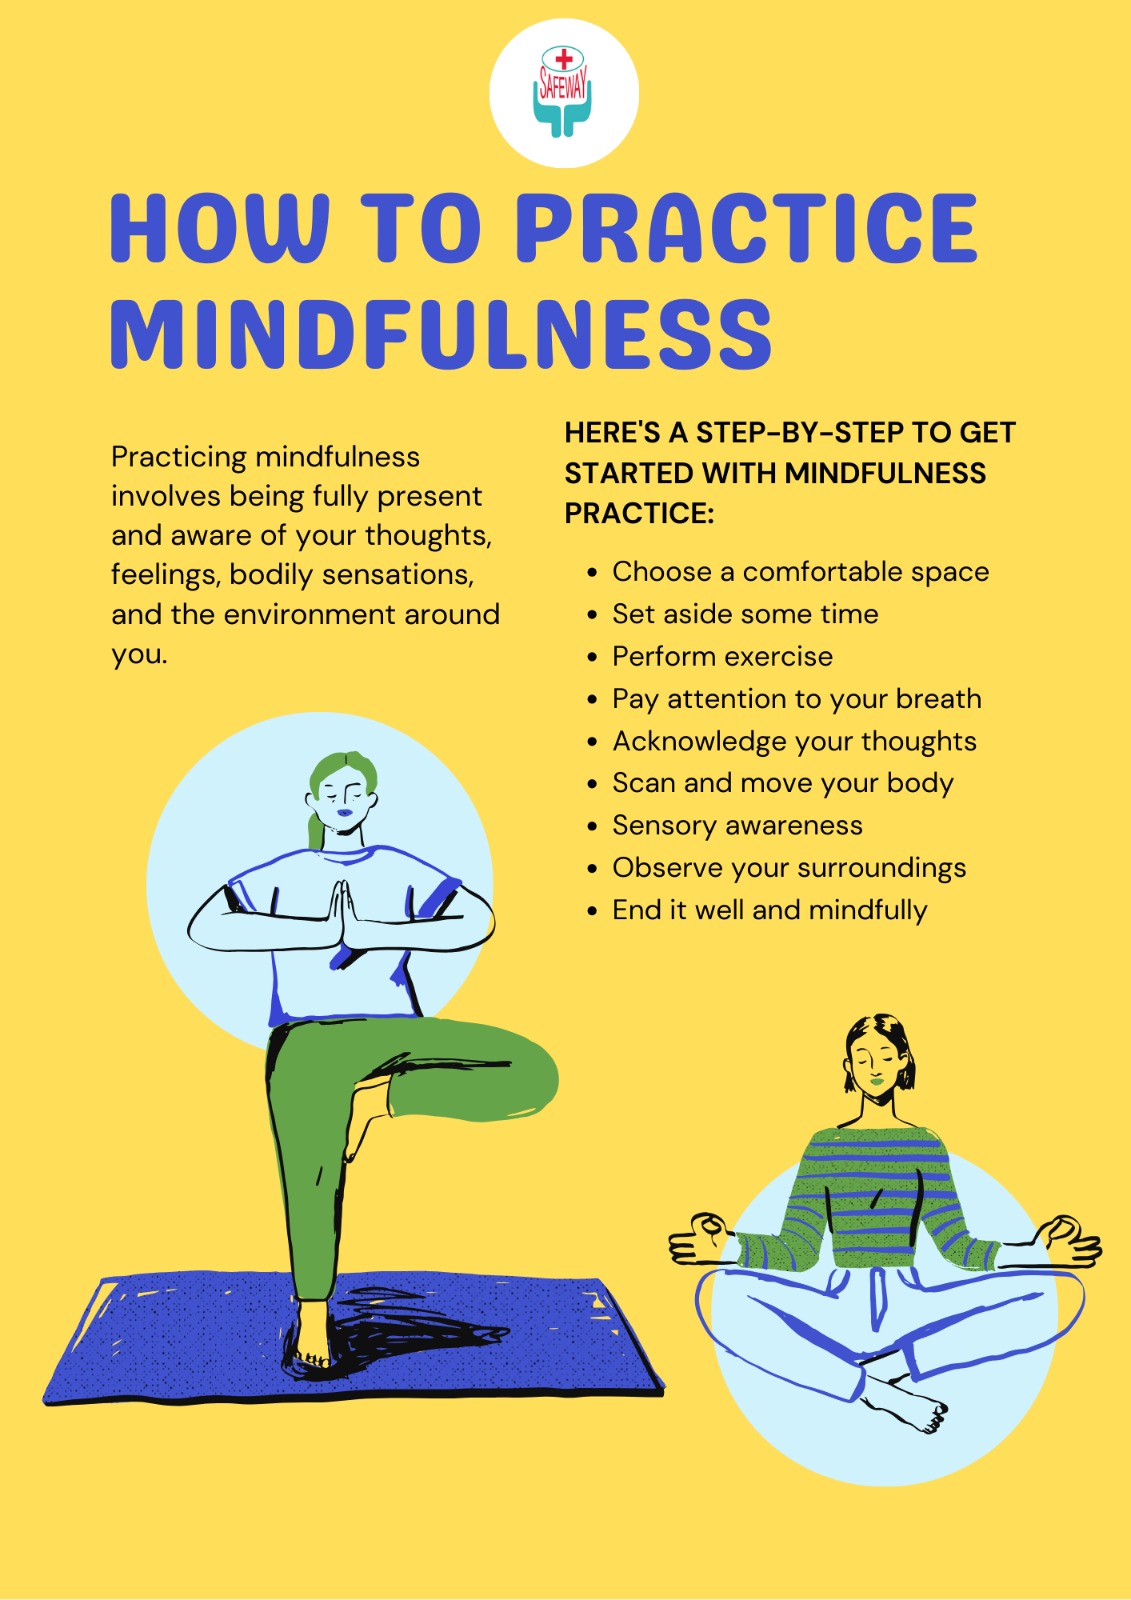 SAFEWAY
HOW TO PRACTICE
MINDFULNESS
Practicing mindfulness
involves being fully present
and aware of your thoughts,
feelings, bodily sensations,
and the environment around
you.
HERE'S A STEP-BY-STEP TO GET
STARTED WITH MINDFULNESS
PRACTICE:
• Choose a comfortable space
• Set aside some time
• Perform exercise
• Pay attention to your breath
• Acknowledge your thoughts
• Scan and move your body
• Sensory awareness
• Observe your surroundings
• End it well and mindfully